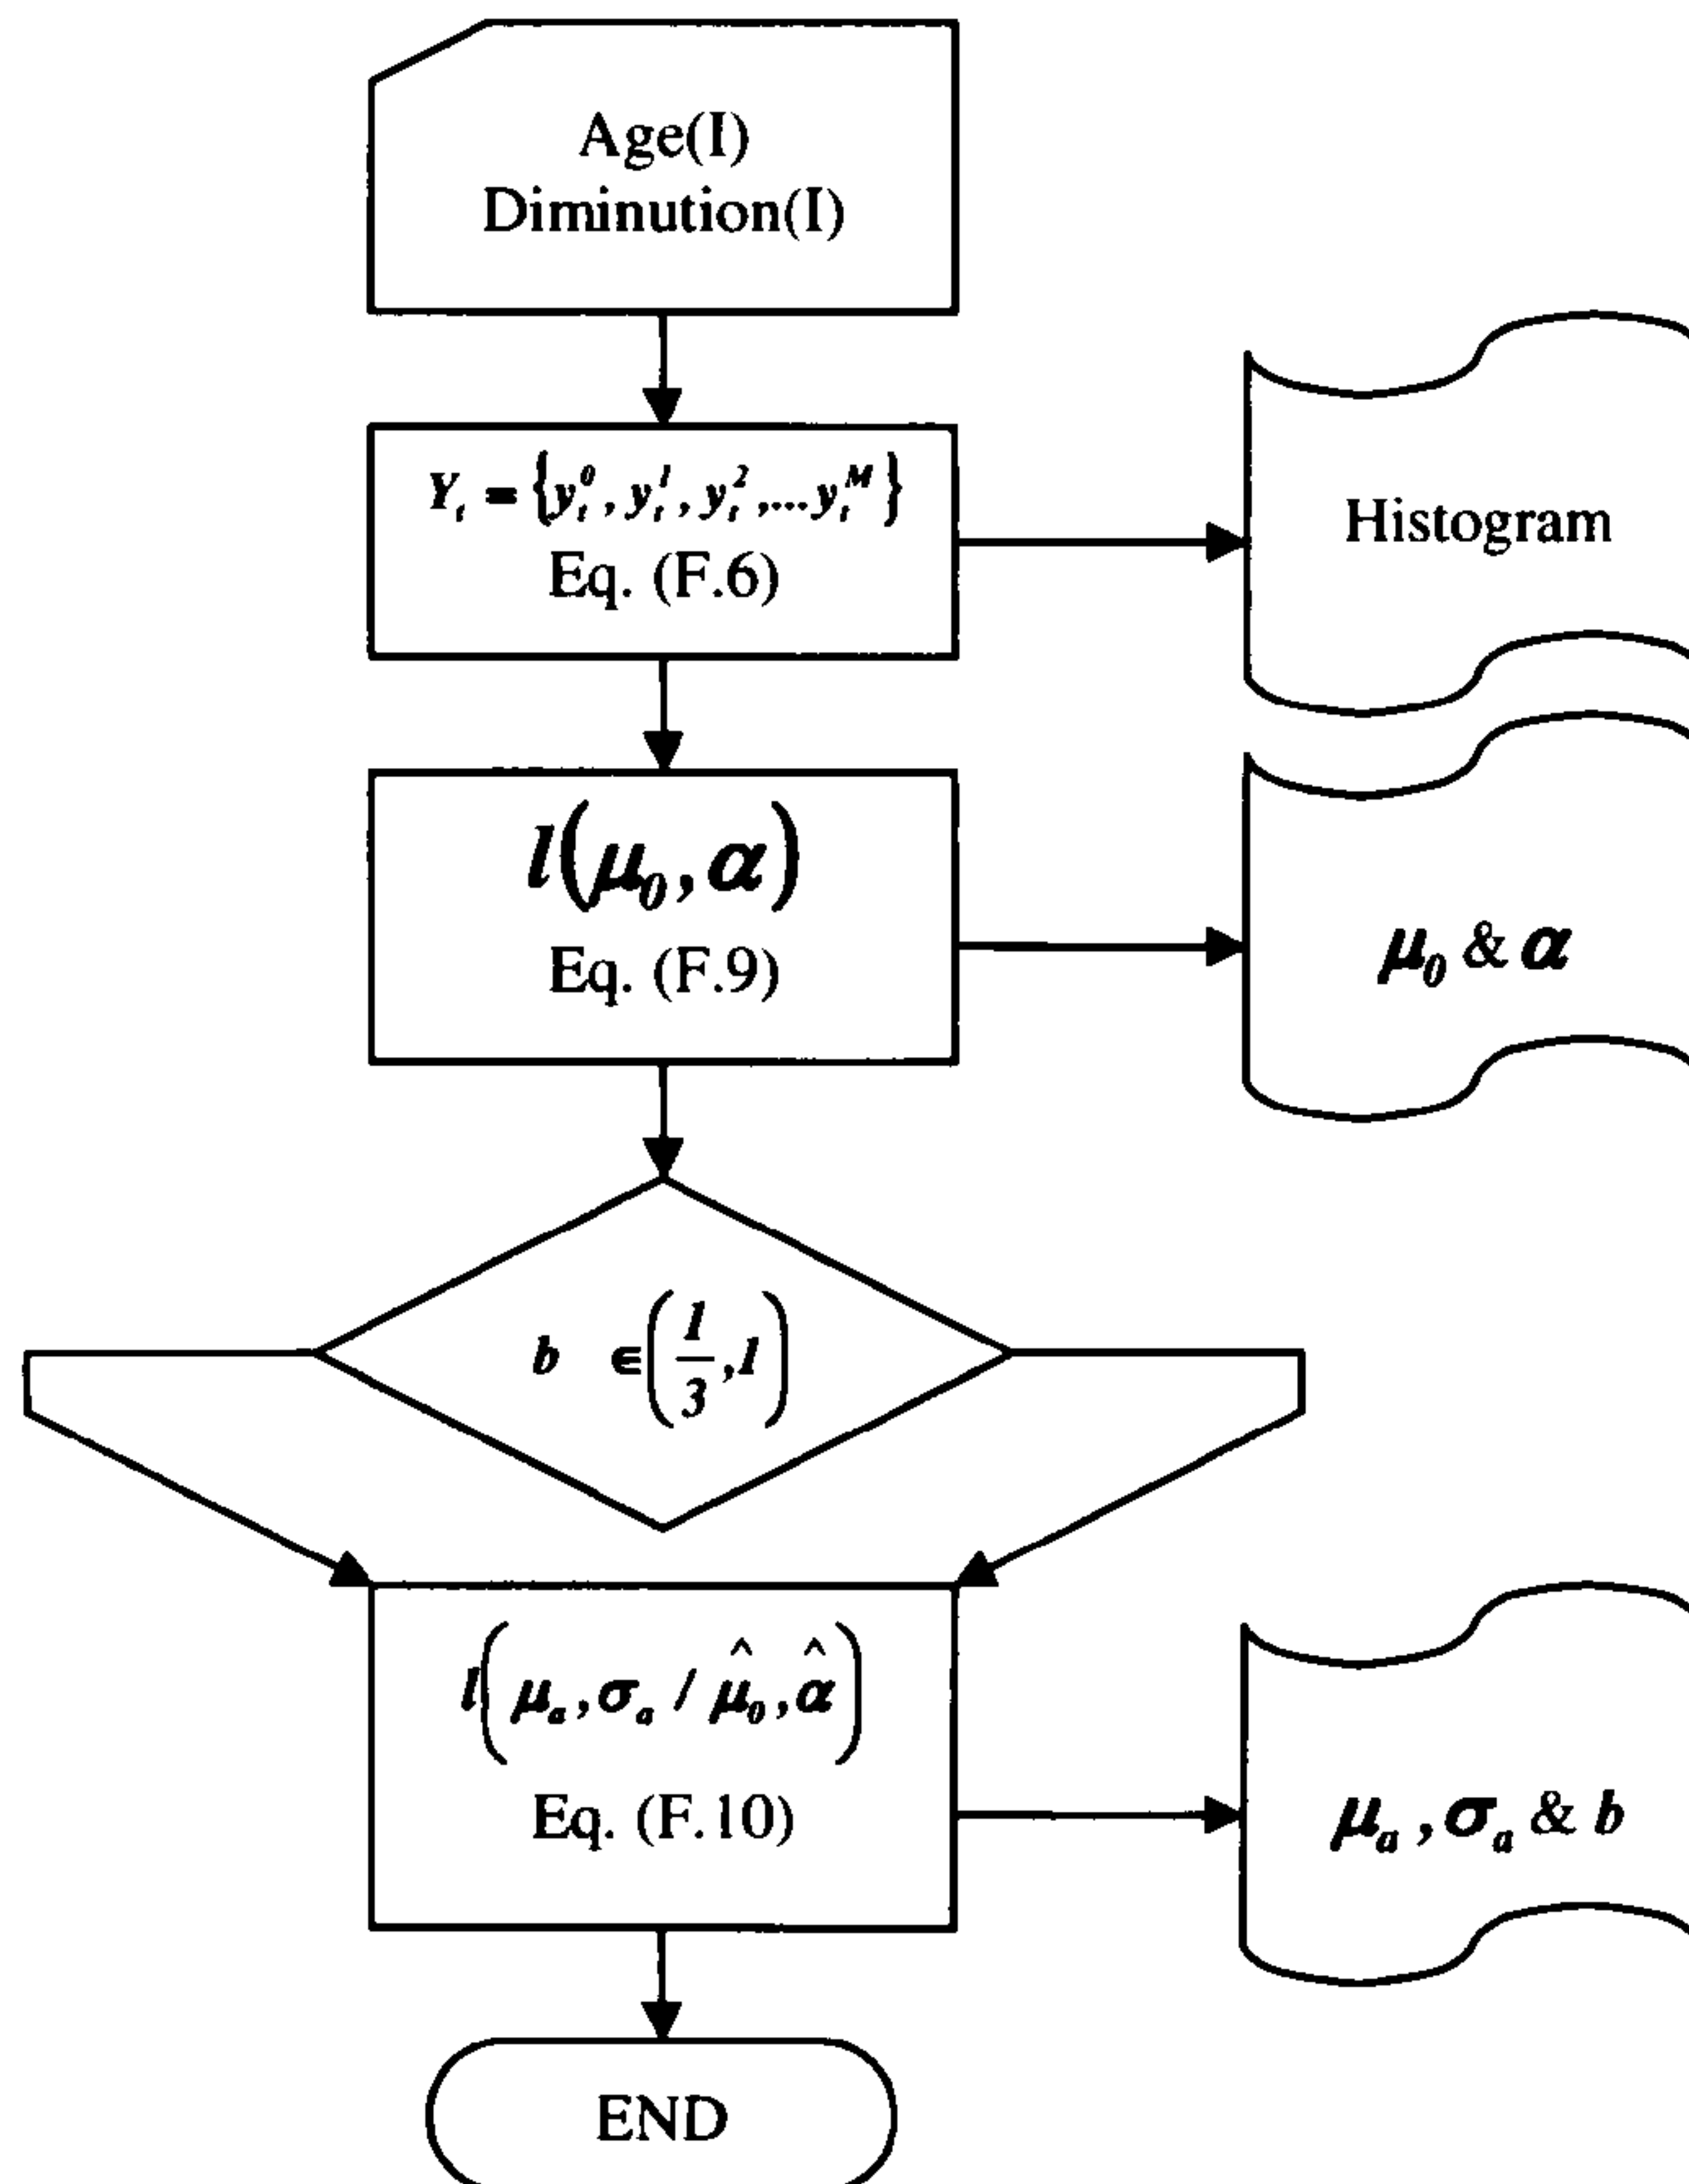 Age(I)
Diminution(I)
Y_t = {y_t^0, y_t^1, y_t^2, .... y_t^M}
Eq. (F.6)
Histogram
l(μ_0, α)
Eq. (F.9)
μ_0 & α
b ∈ (1/3, 1)
l(μ_a, σ_a / μ̂_0, α̂)
Eq. (F.10)
μ_a, σ_a & b
END